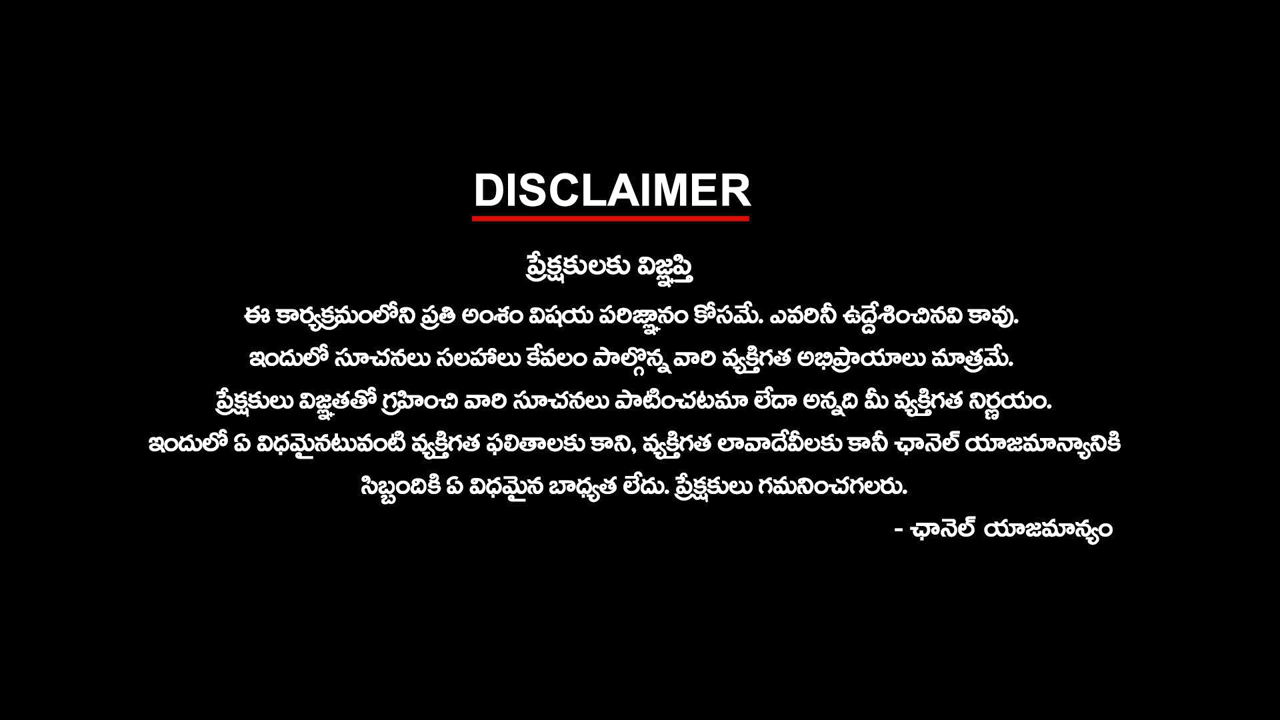 DISCLAIMER
ప్రేక్షకులకు విజ్ఞప్తి
ఈ కార్యక్రమంలోని ప్రతి అంశం విషయ పరిజ్ఞానం కోసమే. ఎవరినీ ఉద్దేశించినవి కావు.
ఇందులో సూచనలు సలహాలు కేవలం పాల్గొన్న వారి వ్యక్తిగత అభిప్రాయాలు మాత్రమే.
ప్రేక్షకులు విజ్ఞతతో గ్రహించి వారి సూచనలు పాటించటమా లేదా అన్నది మీ వ్యక్తిగత నిర్ణయం.
ఇందులో ఏ విధమైనటువంటి వ్యక్తిగత ఫలితాలకు కాని, వ్యక్తిగత లావాదేవీలకు కానీ ఛానెల్ యాజమాన్యానికి
సిబ్బందికి ఏ విధమైన బాధ్యత లేదు. ప్రేక్షకులు గమనించగలరు.
- ఛానెల్ యాజమాన్యం